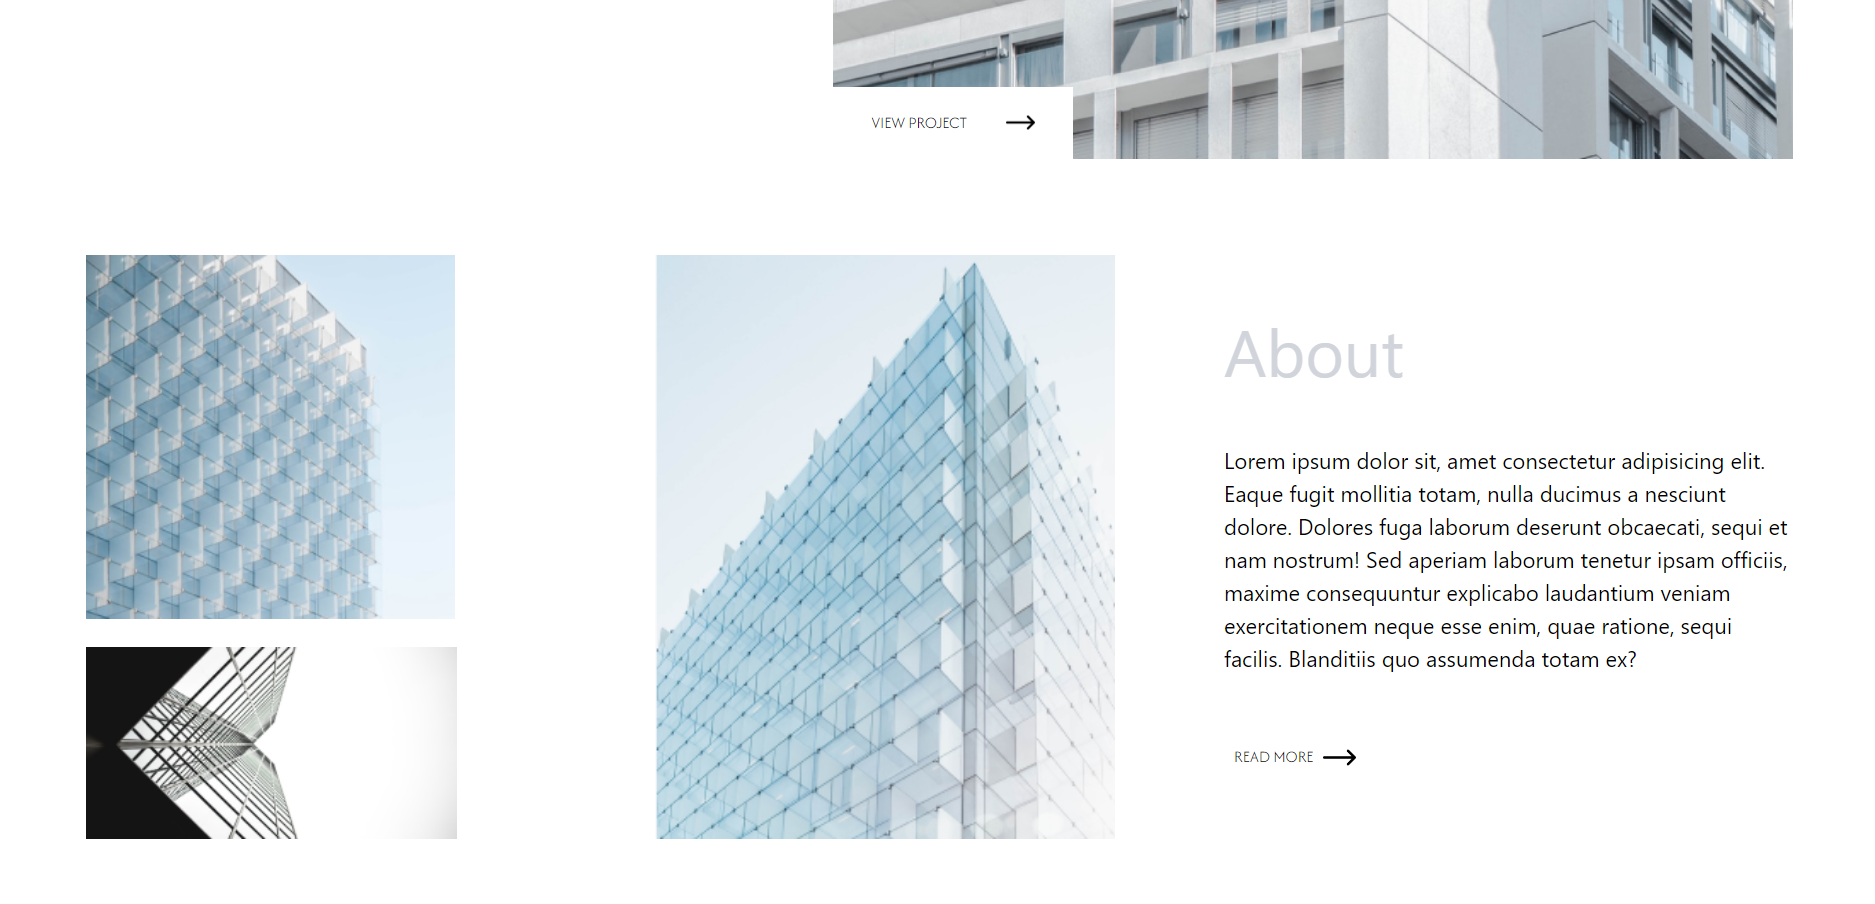 VIEW PROJECT
About
Lorem ipsum dolor sit, amet consectetur adipisicing elit.
Eaque fugit mollitia totam, nulla ducimus a nesciunt
dolore. Dolores fuga laborum deserunt obcaecati, sequi et
nam nostrum! Sed aperiam laborum tenetur ipsam officiis,
maxime consequuntur explicabo laudantium veniam
exercitationem neque esse enim, quae ratione, sequi
facilis. Blanditiis quo assumenda totam ex?
READ MORE